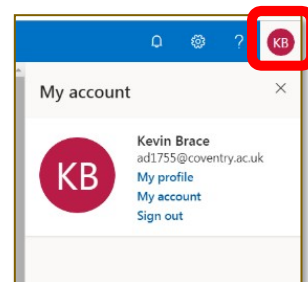 ?
KB
My account
KB
Kevin Brace
ad1755@coventry.ac.uk
My profile
My account
Sign out